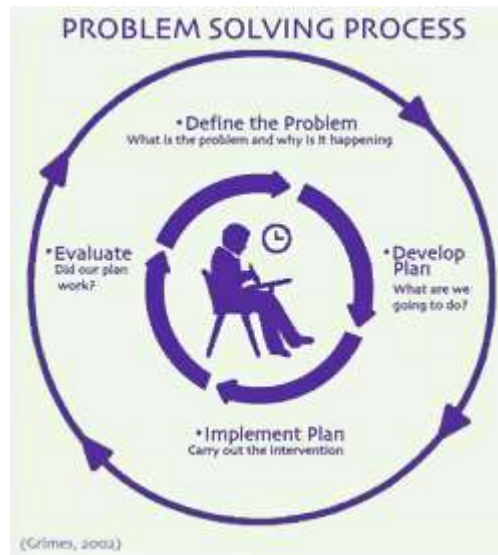 PROBLEM SOLVING PROCESS
•Define the Problem
What is the problem and why is it happening
•Evaluate
Did our plan
work?
•Develop
Plan
What are we
going to do?
•Implement Plan
Carry out the intervention
(Grimes, 2002)